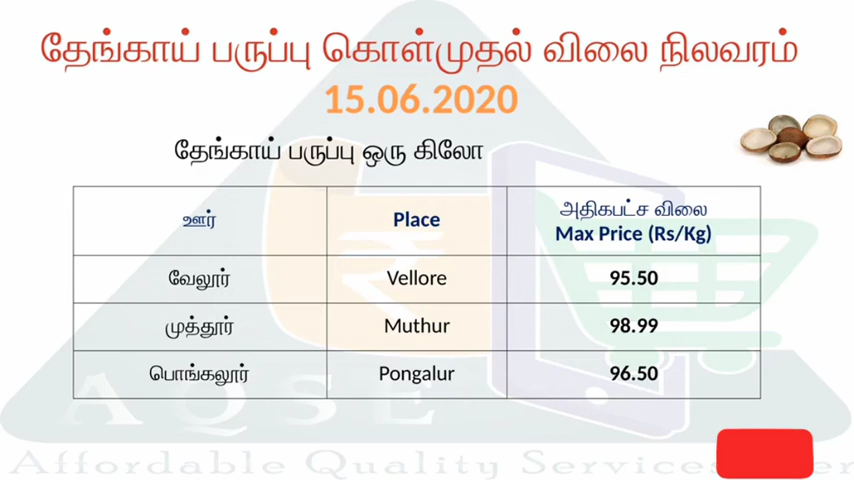 தேங்காய் பருப்பு கொள்முதல் விலை நிலவரம்
15.06.2020
தேங்காய் பருப்பு ஒரு கிலோ
ஊர் Place அதிகபட்ச விலை
Max Price (Rs/Kg)
வேலூர் Vellore 95.50
முத்தூர் Muthur 98.99
பொங்கலூர் Pongalur 96.50
AQSE
Affordable Quality Services